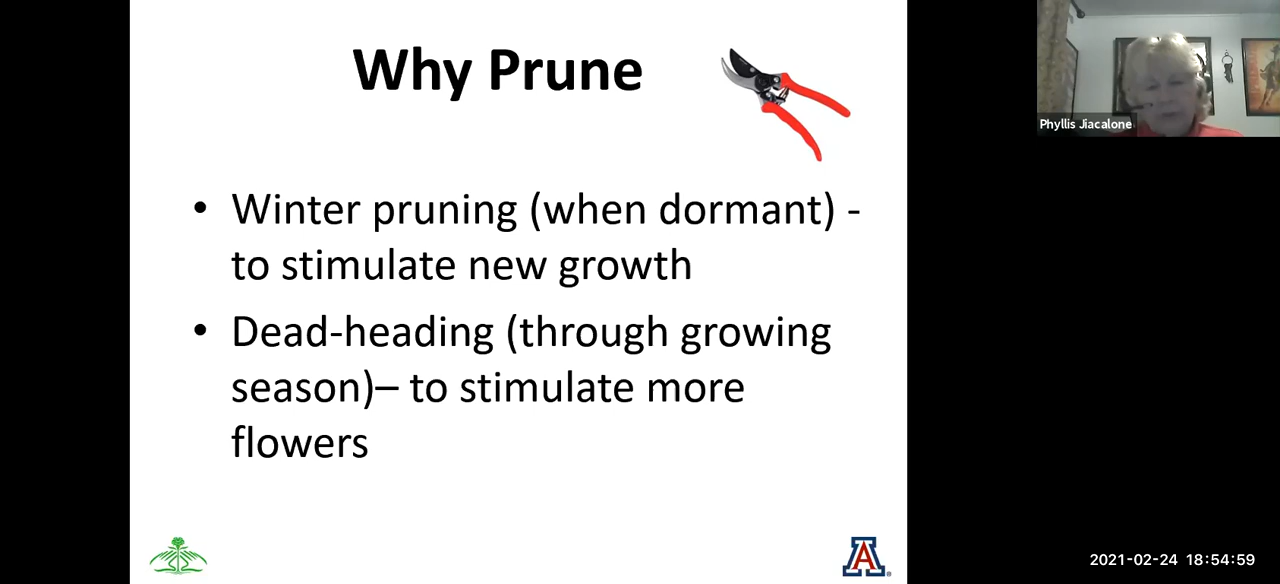 Why Prune
• Winter pruning (when dormant) -
to stimulate new growth
• Dead-heading (through growing
season)– to stimulate more
flowers
A
Phyllis Jiacalone
2021-02-24 18:54:59